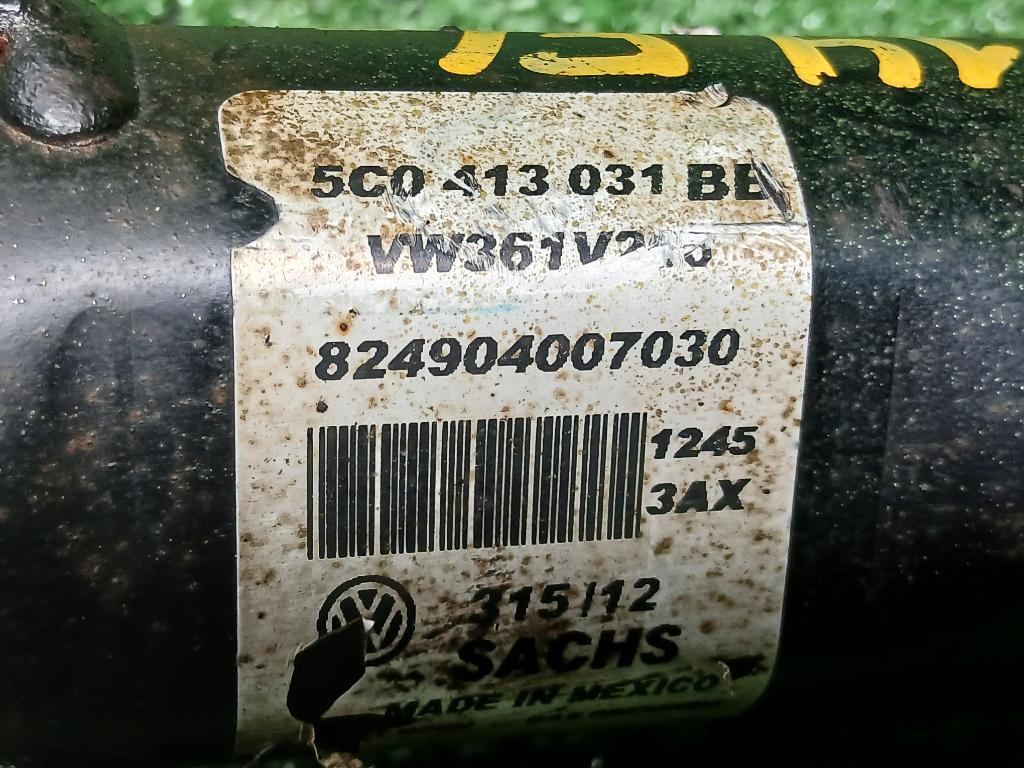 5C0 413 031 BE
824904007030
1245
3AX
315/12
SACHS
MADE IN MEXICO